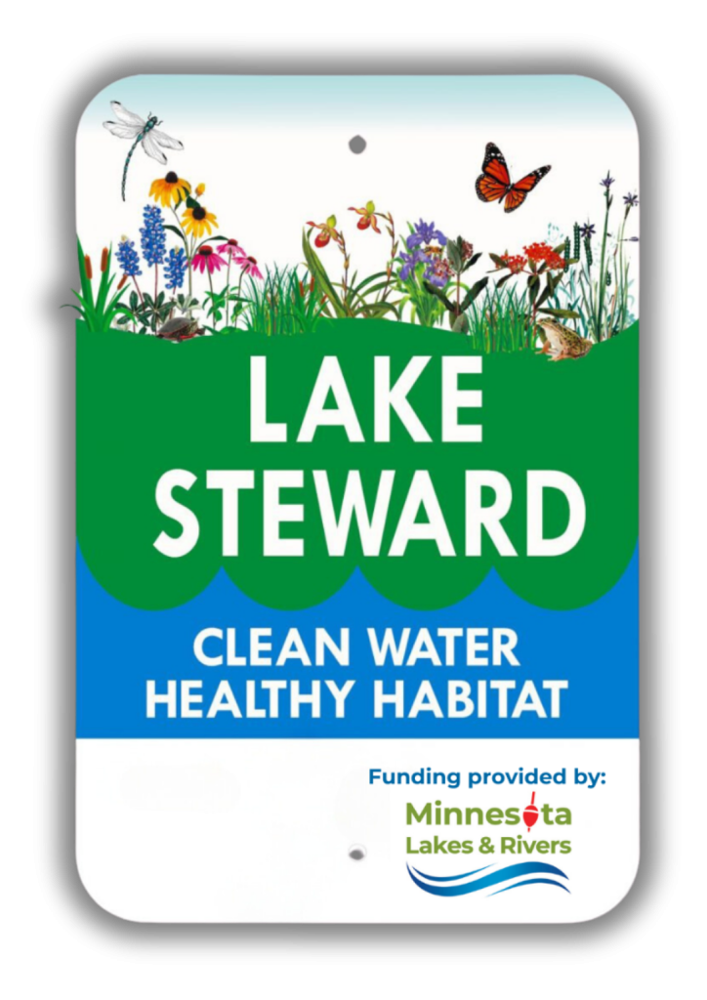 LAKE
STEWARD
CLEAN WATER
HEALTHY HABITAT
Funding provided by:
Minnesota
Lakes & Rivers